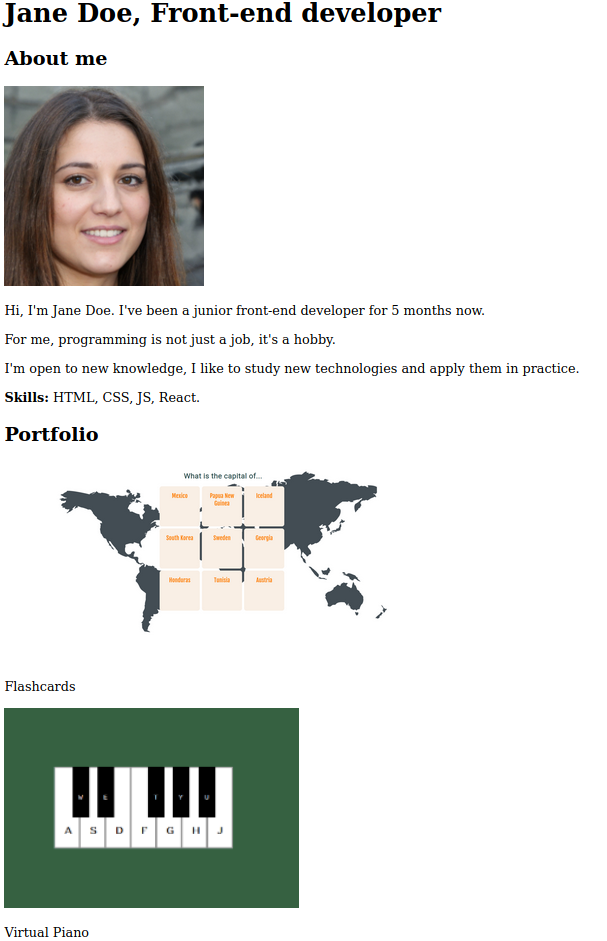 Jane Doe, Front-end developer
About me
Hi, I'm Jane Doe. I've been a junior front-end developer for 5 months now.
For me, programming is not just a job, it's a hobby.
I'm open to new knowledge, I like to study new technologies and apply them in practice.
Skills: HTML, CSS, JS, React.
Portfolio
What is the capital of...
Mexico Papua New Iceland
Guinea
South Korea Sweden Georgia
Honduras Tunisia Austria
Flashcards
W E T Y U
A S D F G H J
Virtual Piano